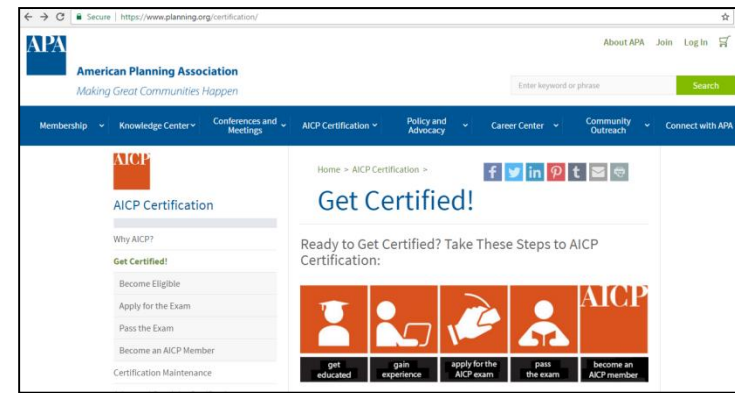 Secure | https://www.planning.org/certification/
APA
About APA Join Log In
American Planning Association
Making Great Communities Happen
Enter keyword or phrase
Search
Membership Knowledge Center Conferences and Meetings AICP Certification Policy and Advocacy Career Center Community Outreach Connect with APA
AICP
AICP Certification
Why AICP?
Get Certified!
Become Eligible
Apply for the Exam
Pass the Exam
Become an AICP Member
Certification Maintenance
Home > AICP Certification >
Get Certified!
Ready to Get Certified? Take These Steps to AICP
Certification:
AICP
get educated
gain experience
apply for the AICP exam
pass the exam
become an AICP member